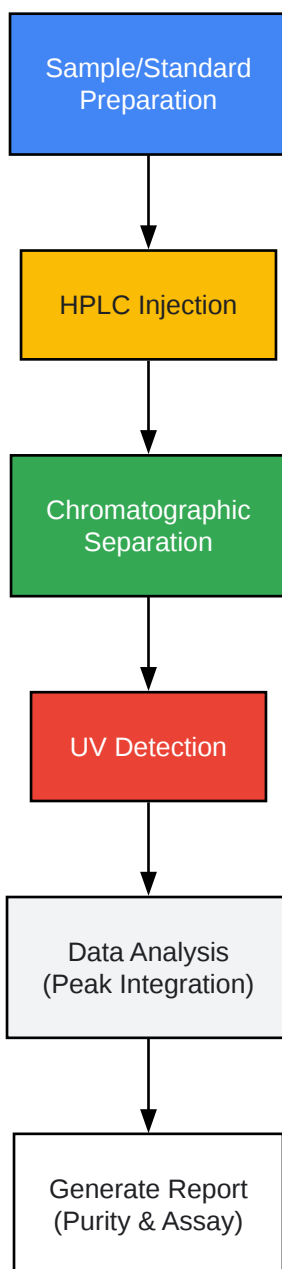 Sample/Standard
Preparation
HPLC Injection
Chromatographic
Separation
UV Detection
Data Analysis
(Peak Integration)
Generate Report
(Purity & Assay)